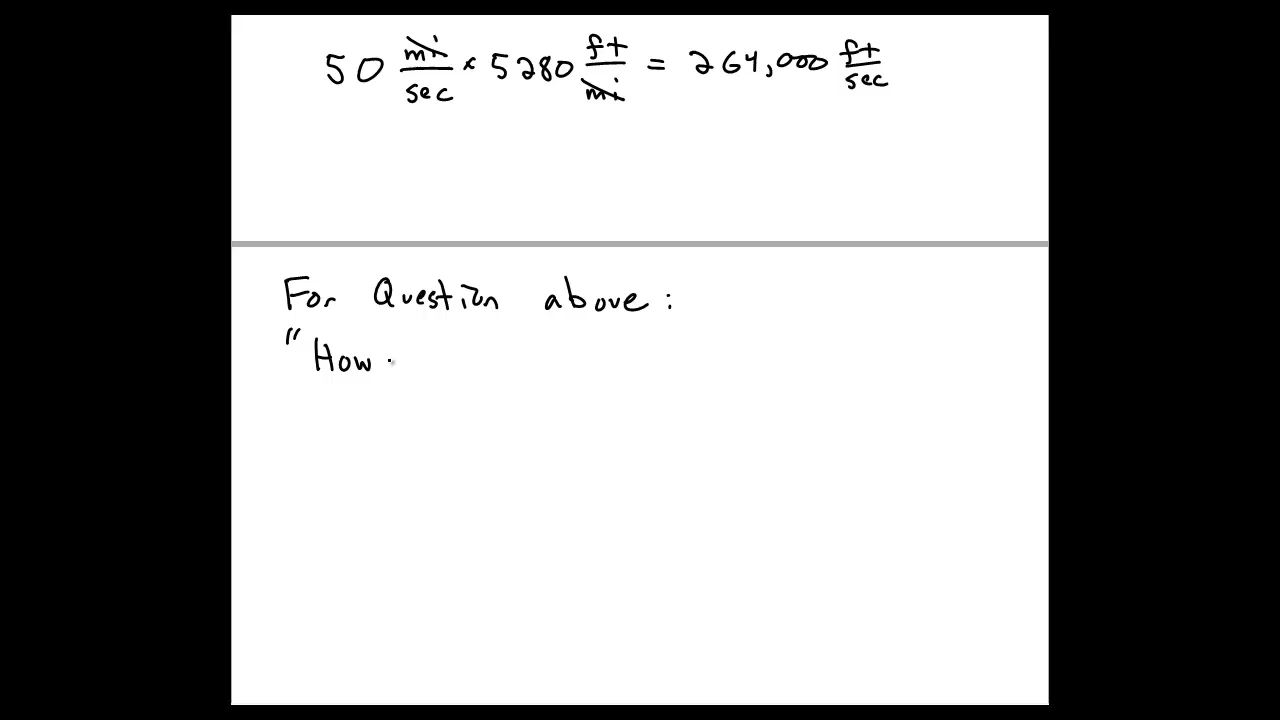 50 mi/sec × 5280 ft/mi = 264,000 ft/sec
For Question above:
"How